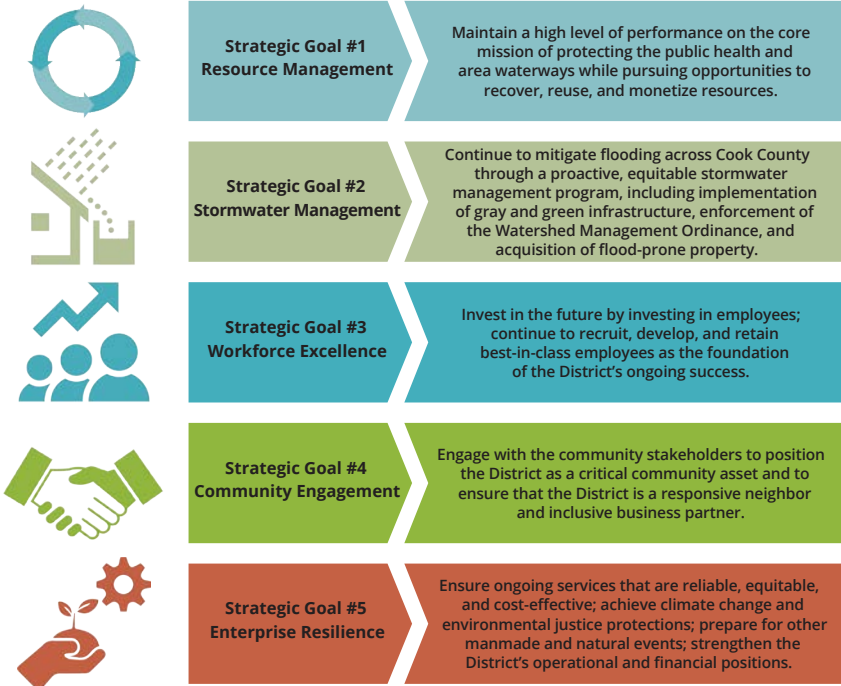 Strategic Goal #1
Resource Management
Maintain a high level of performance on the core
mission of protecting the public health and
area waterways while pursuing opportunities to
recover, reuse, and monetize resources.
Strategic Goal #2
Stormwater Management
Continue to mitigate flooding across Cook County
through a proactive, equitable stormwater
management program, including implementation
of gray and green infrastructure, enforcement of
the Watershed Management Ordinance, and
acquisition of flood-prone property.
Strategic Goal #3
Workforce Excellence
Invest in the future by investing in employees;
continue to recruit, develop, and retain
best-in-class employees as the foundation
of the District’s ongoing success.
Strategic Goal #4
Community Engagement
Engage with the community stakeholders to position
the District as a critical community asset and to
ensure that the District is a responsive neighbor
and inclusive business partner.
Strategic Goal #5
Enterprise Resilience
Ensure ongoing services that are reliable, equitable,
and cost-effective; achieve climate change and
environmental justice protections; prepare for other
manmade and natural events; strengthen the
District’s operational and financial positions.